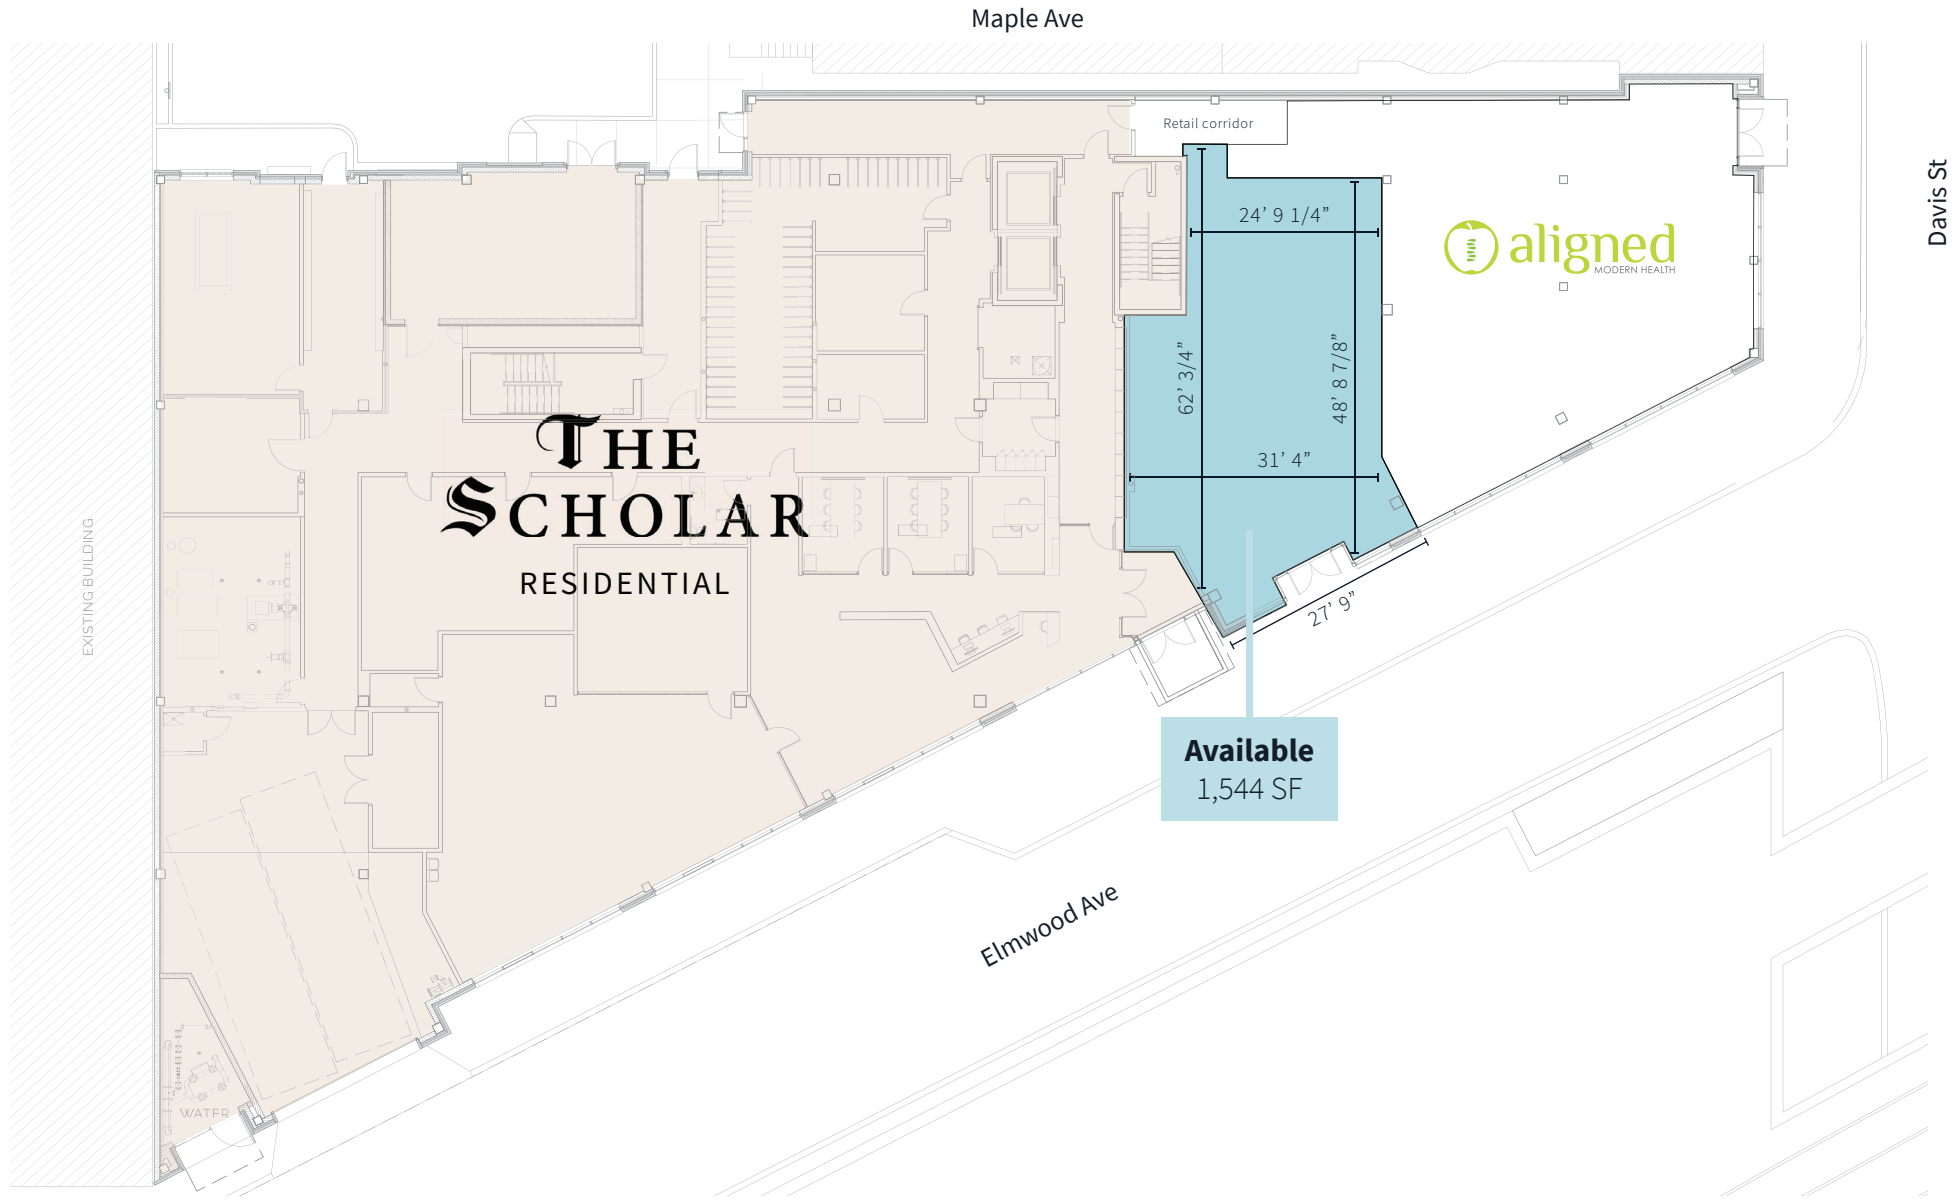 Maple Ave
Retail corridor
Davis St
24’ 9 1/4”
aligned
MODERN HEALTH
62’ 3/4”
48’ 8 7/8”
THE
SCHOLAR
RESIDENTIAL
31’ 4”
EXISTING BUILDING
27’ 9”
Available
1,544 SF
Elmwood Ave
WATER